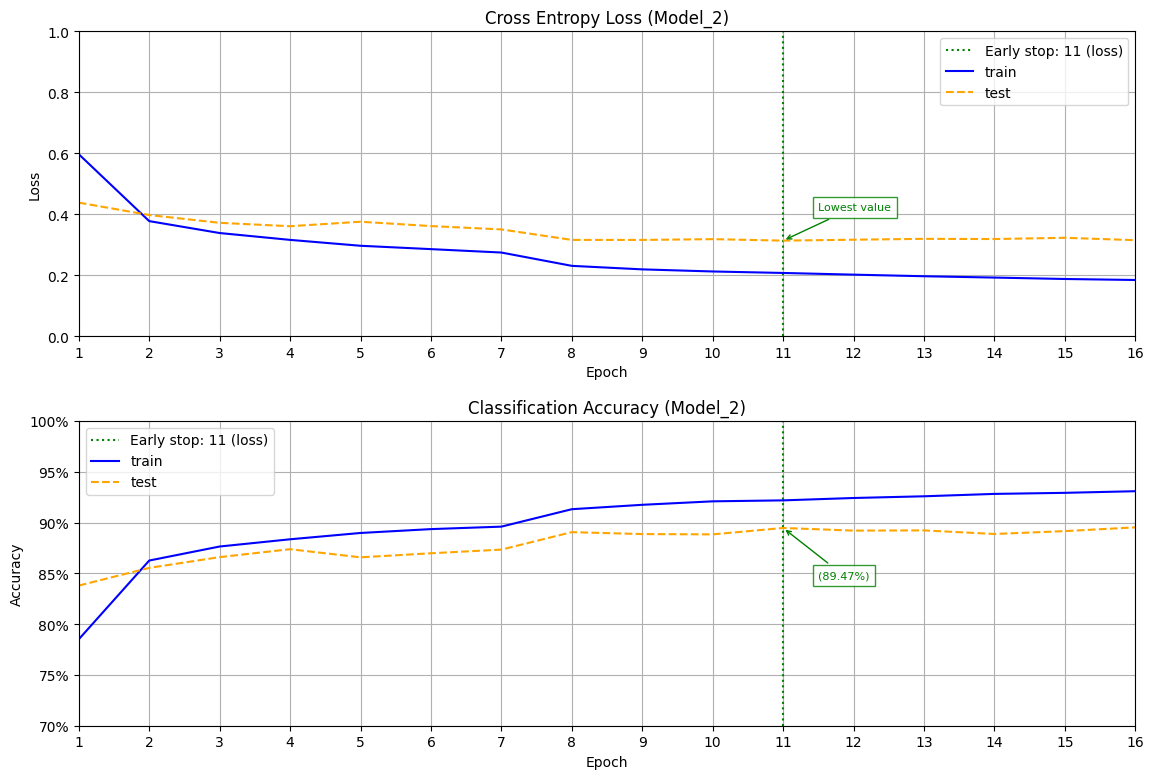 Cross Entropy Loss (Model_2)
1.0
0.8
0.6
0.4
0.2
0.0
Loss
Early stop: 11 (loss)
train
test
Lowest value
1 2 3 4 5 6 7 8 9 10 11 12 13 14 15 16
Epoch
Classification Accuracy (Model_2)
100%
95%
90%
85%
80%
75%
70%
Accuracy
Early stop: 11 (loss)
train
test
(89.47%)
1 2 3 4 5 6 7 8 9 10 11 12 13 14 15 16
Epoch